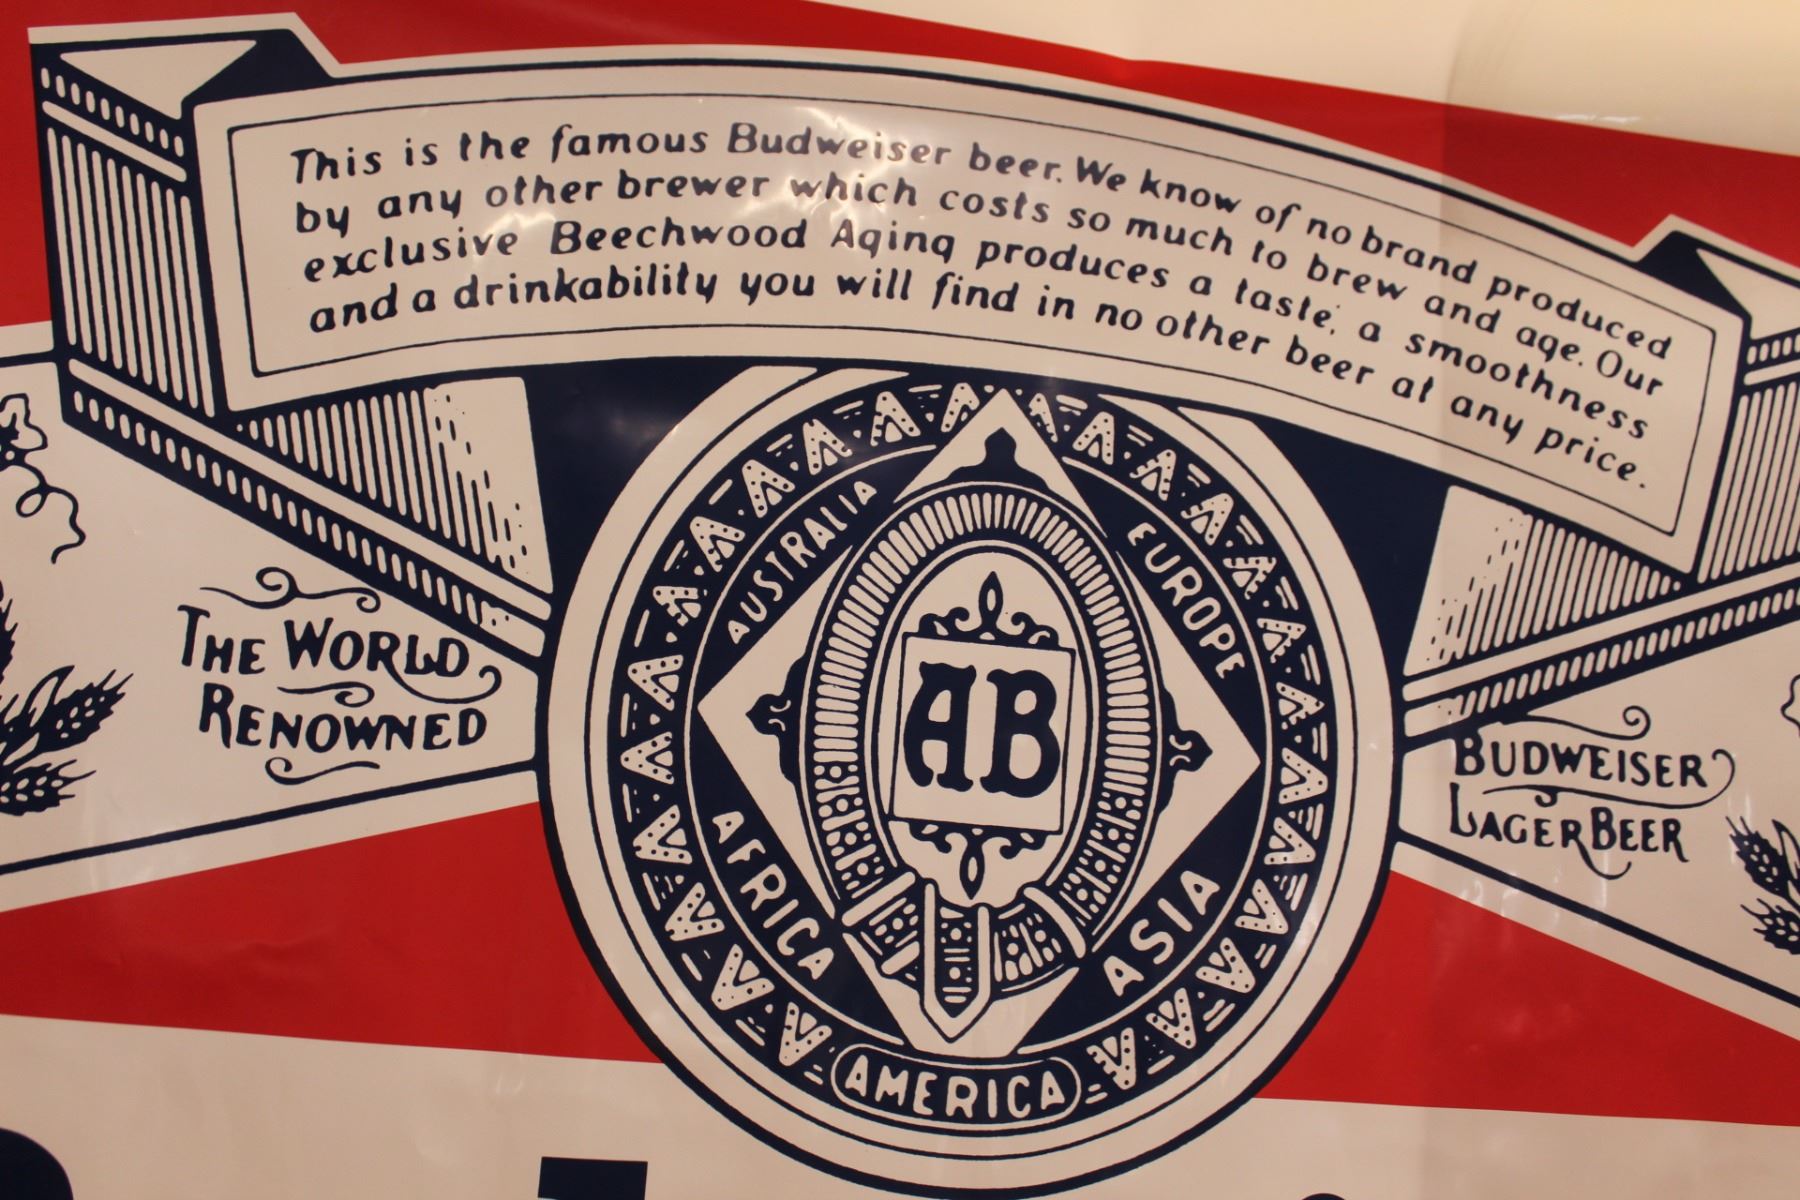 This is the famous Budweiser beer. We know of no brand produced
by any other brewer which costs so much to brew and age. Our
exclusive Beechwood Aging produces a taste, a smoothness
and a drinkability you will find in no other beer at any price.
THE WORLD
RENOWNED
AUSTRALIA
EUROPE
AB
BUDWEISER
LAGER BEER
AFRICA
ASIA
AMERICA